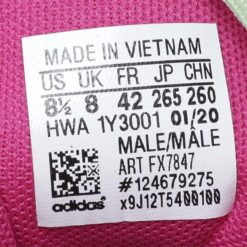 MADE IN VIETNAM
US UK FR JP CHN
8½ 8 42 265 260
HWA 1Y3001 01/20
MALE/MÂLE
ART FX7847
#124679275
adidas® x9J12T5400100